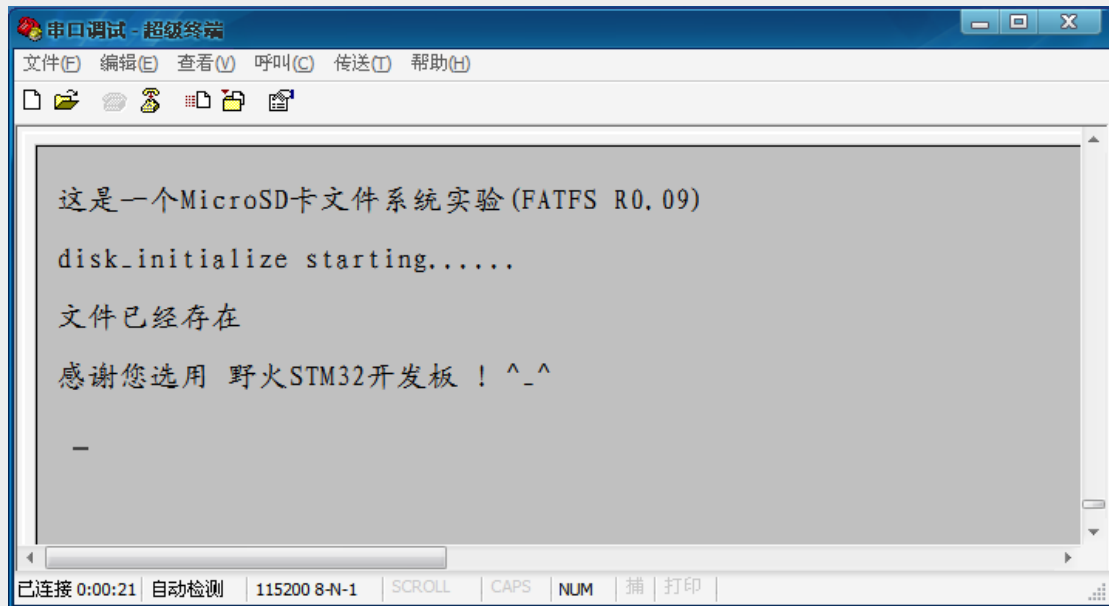 串口调试 - 超级终端
文件(F) 编辑(E) 查看(V) 呼叫(C) 传送(T) 帮助(H)
这是一个MicroSD卡文件系统实验(FATFS R0.09)
disk_initialize starting......
文件已经存在
感谢您选用 野火STM32开发板 ! ^_^
_
已连接 0:00:21 自动检测 115200 8-N-1 SCROLL CAPS NUM 捕 打印